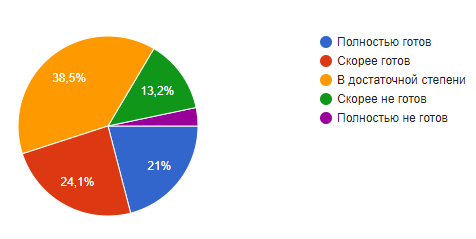 38,5%
13,2%
24,1%
21%
Полностью готов
Скорее готов
В достаточной степени
Скорее не готов
Полностью не готов